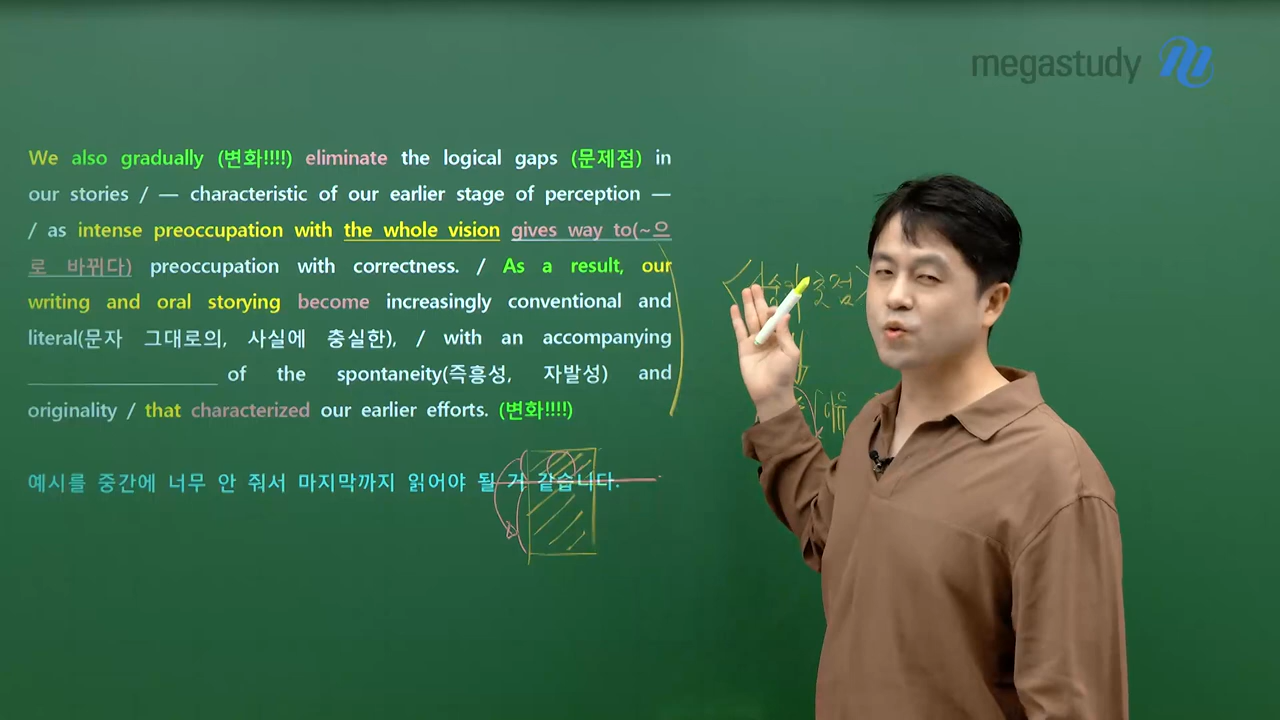 megastudy
We also gradually (변화!!!!) eliminate the logical gaps (문제점) in
our stories / — characteristic of our earlier stage of perception —
/ as intense preoccupation with the whole vision gives way to(~으
로 바뀌다) preoccupation with correctness. / As a result, our
writing and oral storying become increasingly conventional and
literal(문자 그대로의, 사실에 충실한), / with an accompanying
__________________ of the spontaneity(즉흥성, 자발성) and
originality / that characterized our earlier efforts. (변화!!!!)
예시를 중간에 너무 안 줘서 마지막까지 읽어야 될 거 같습니다.